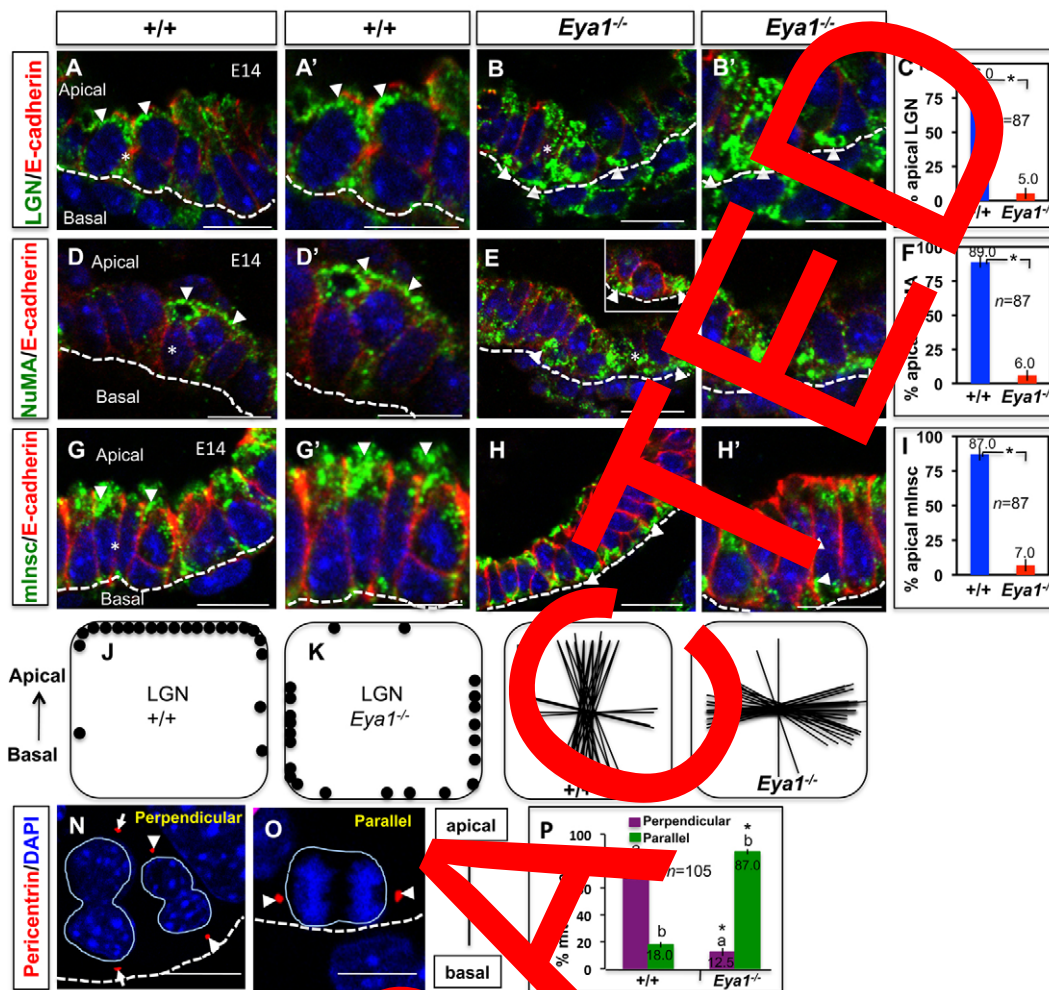 +/+ +/+ Eya1-/- Eya1-/-
LGN/E-cadherin
A E14 Apical * Basal
A'
B *
B'
C
% apical LGN
75
50
25
0
*
n=87
5.0
+/+ Eya1-/-
NuMA/E-cadherin
D Apical E14 * Basal
D'
E *
F
% apical
100
75
50
25
0
89.0
*
n=87
6.0
+/+ Eya1-/-
mInsc/E-cadherin
G Apical E14 * Basal
G'
H
H'
I
% apical mInsc
100
75
50
25
0
87.0
*
n=87
7.0
+/+ Eya1-/-
Apical
Basal
J
LGN
+/+
K
LGN
Eya1-/-
+/+
Eya1-/-
Pericentrin/DAPI
N Perpendicular
O Parallel
apical
basal
P
Perpendicular
Parallel
100
40
20
0
n=105
a
b
18.0
*
a
12.5
*
b
87.0
+/+ Eya1-/-
ACTED